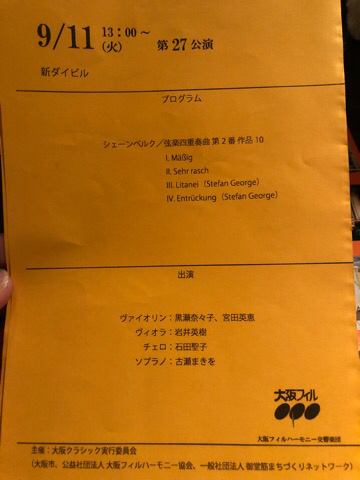 9/11 13:00~
(火) 第27公演
新ダイビル
プログラム
シェーンベルク/弦楽四重奏曲 第2番 作品10
I. Mäßig
II. Sehr rasch
III. Litanei (Stefan George)
IV. Entrückung (Stefan George)
出演
ヴァイオリン:黒瀬奈々子、宮田英恵
ヴィオラ:岩井英樹
チェロ:石田聖子
ソプラノ:古瀬まきを
大阪フィル
大阪フィルハーモニー交響楽団
主催:大阪クラシック実行委員会
(大阪市、公益社団法人 大阪フィルハーモニー協会、一般社団法人 御堂筋まちづくりネットワーク)